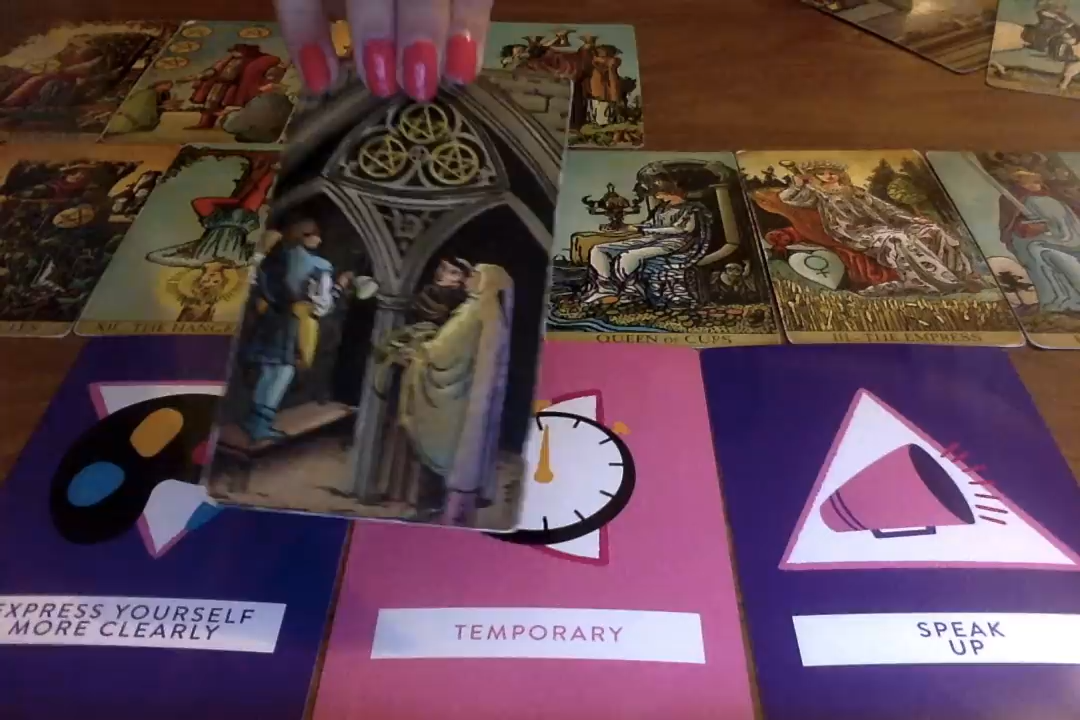 XII - THE HANGE
QUEEN of CUPS
III - THE EMPRESS
EXPRESS YOURSELF
MORE CLEARLY
TEMPORARY
SPEAK
UP